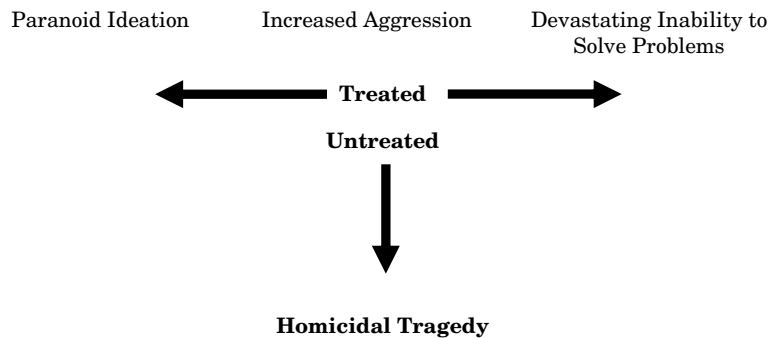 Paranoid Ideation Increased Aggression Devastating Inability to
Solve Problems
Treated
Untreated
Homicidal Tragedy